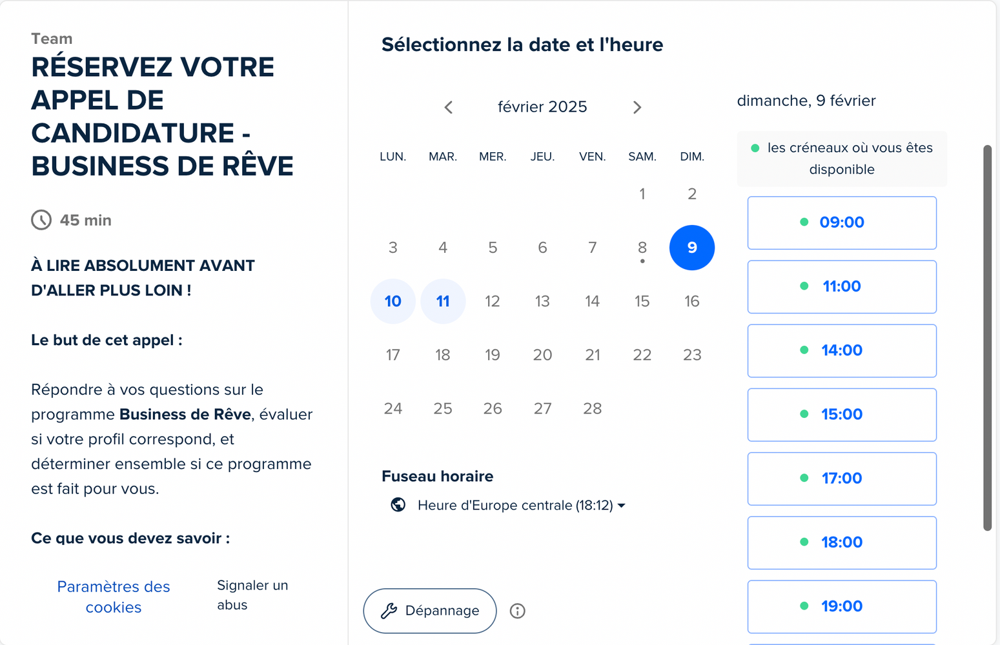 Team
RÉSERVEZ VOTRE
APPEL DE
CANDIDATURE -
BUSINESS DE RÊVE
45 min
À LIRE ABSOLUMENT AVANT
D'ALLER PLUS LOIN !
Le but de cet appel :
Répondre à vos questions sur le
programme Business de Rêve, évaluer
si votre profil correspond, et
déterminer ensemble si ce programme
est fait pour vous.
Ce que vous devez savoir :
Paramètres des
cookies
Signaler un
abus
Sélectionnez la date et l'heure
février 2025
LUN. MAR. MER. JEU. VEN. SAM. DIM.
1 2
3 4 5 6 7 8 9
10 11 12 13 14 15 16
17 18 19 20 21 22 23
24 25 26 27 28
Fuseau horaire
Heure d'Europe centrale (18:12)
Dépannage
dimanche, 9 février
les créneaux où vous êtes
disponible
09:00
11:00
14:00
15:00
17:00
18:00
19:00